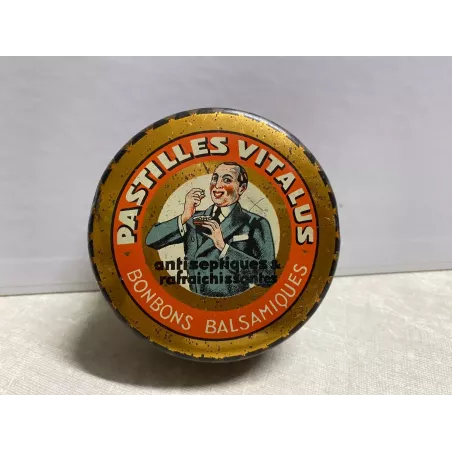 PASTILLES VITALUS
antiseptiques &
rafraichissantes
BONBONS BALSAMIQUES